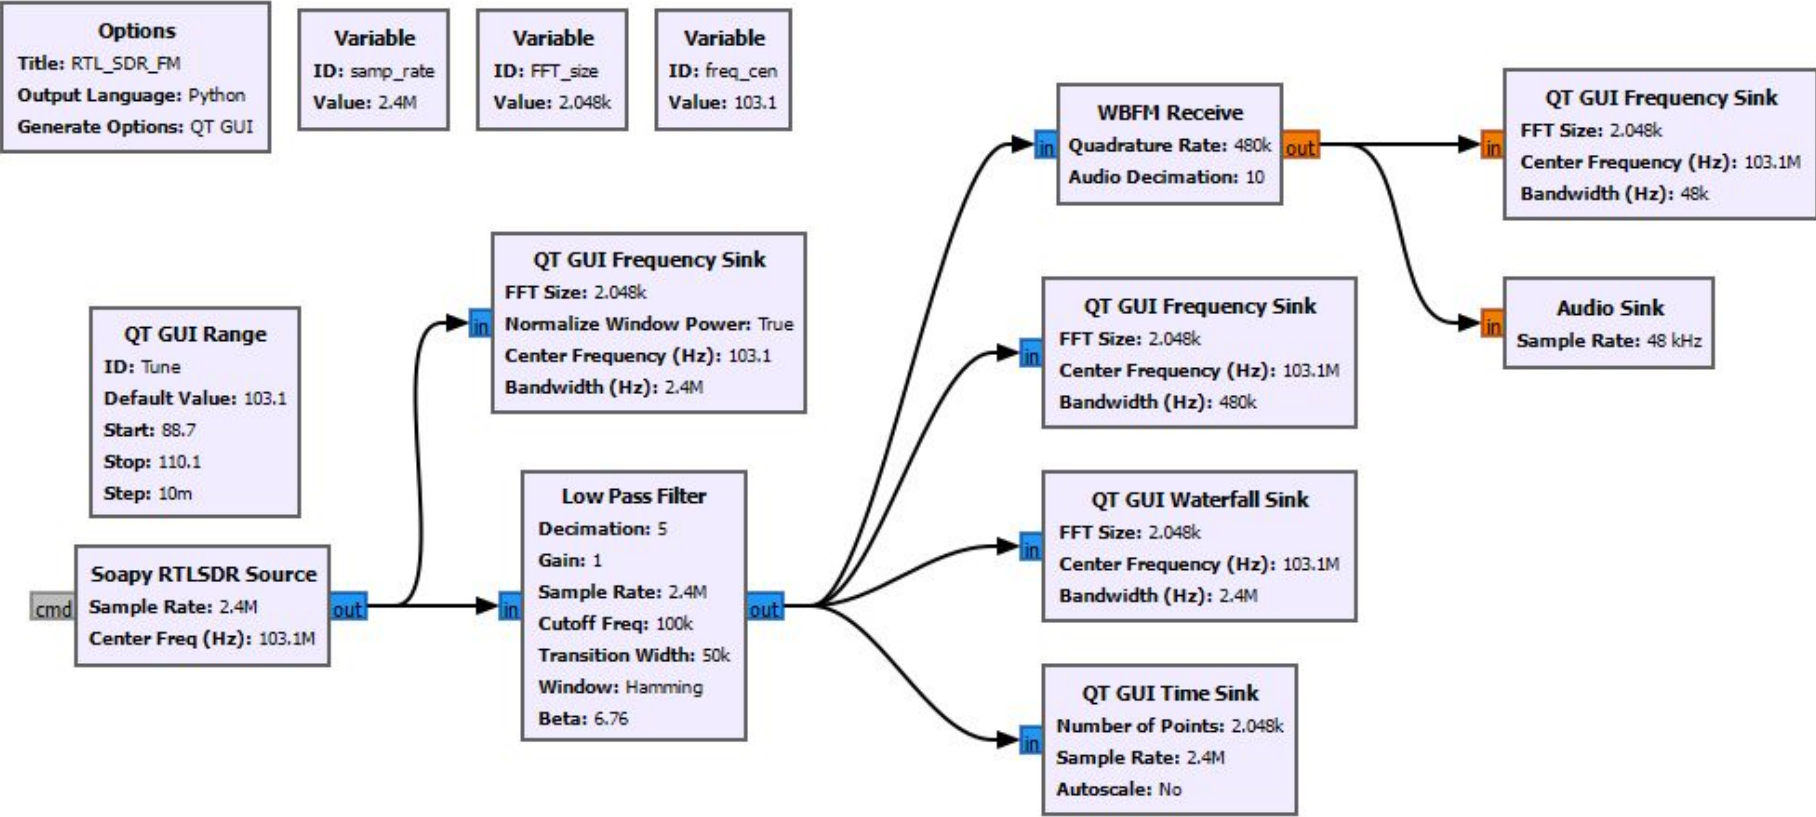 Options
Title: RTL_SDR_FM
Output Language: Python
Generate Options: QT GUI
Variable
ID: samp_rate
Value: 2.4M
Variable
ID: FFT_size
Value: 2.048k
Variable
ID: freq_cen
Value: 103.1
WBFM Receive
Quadrature Rate: 480k
Audio Decimation: 10
in
out
QT GUI Frequency Sink
FFT Size: 2.048k
Center Frequency (Hz): 103.1M
Bandwidth (Hz): 48k
in
QT GUI Frequency Sink
FFT Size: 2.048k
Normalize Window Power: True
Center Frequency (Hz): 103.1
Bandwidth (Hz): 2.4M
in
QT GUI Range
ID: Tune
Default Value: 103.1
Start: 88.7
Stop: 110.1
Step: 10m
QT GUI Frequency Sink
FFT Size: 2.048k
Center Frequency (Hz): 103.1M
Bandwidth (Hz): 480k
in
Audio Sink
Sample Rate: 48 kHz
in
Soapy RTLSDR Source
Sample Rate: 2.4M
Center Freq (Hz): 103.1M
cmd
out
Low Pass Filter
Decimation: 5
Gain: 1
Sample Rate: 2.4M
Cutoff Freq: 100k
Transition Width: 50k
Window: Hamming
Beta: 6.76
in
out
QT GUI Waterfall Sink
FFT Size: 2.048k
Center Frequency (Hz): 103.1M
Bandwidth (Hz): 2.4M
in
QT GUI Time Sink
Number of Points: 2.048k
Sample Rate: 2.4M
Autoscale: No
in